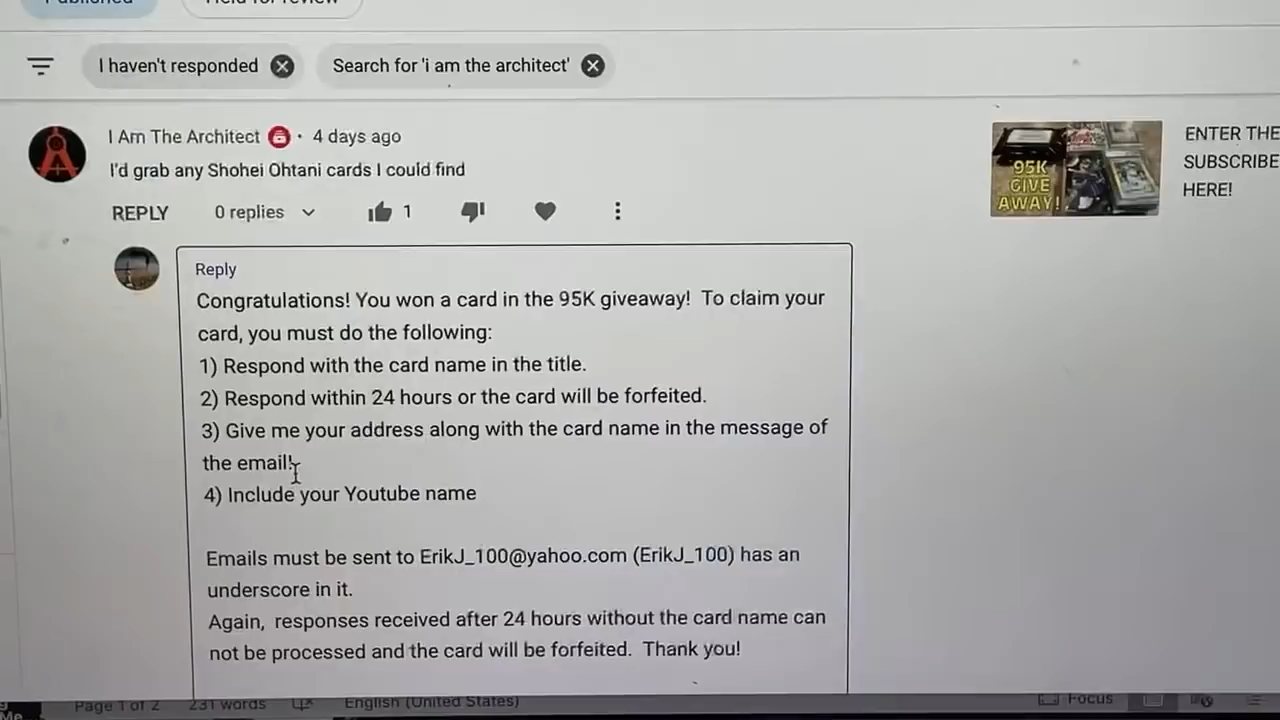 Published
Held for review
I haven't responded
Search for 'i am the architect'
I Am The Architect · 4 days ago
I'd grab any Shohei Ohtani cards I could find
REPLY 0 replies 1
95K
GIVE
AWAY!
ENTER THE
SUBSCRIBE
HERE!
Reply
Congratulations! You won a card in the 95K giveaway! To claim your
card, you must do the following:
1) Respond with the card name in the title.
2) Respond within 24 hours or the card will be forfeited.
3) Give me your address along with the card name in the message of
the email!
4) Include your Youtube name
Emails must be sent to ErikJ_100@yahoo.com (ErikJ_100) has an
underscore in it.
Again, responses received after 24 hours without the card name can
not be processed and the card will be forfeited. Thank you!
Me
Page 1 of 2 231 words English (United States) Focus